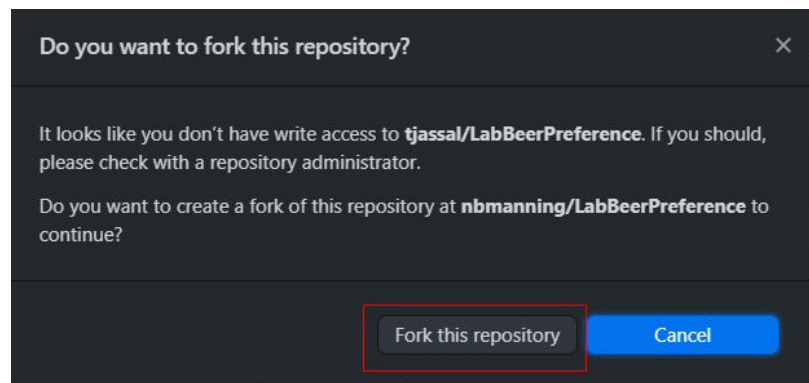 Do you want to fork this repository?
It looks like you don't have write access to tjassal/LabBeerPreference. If you should,
please check with a repository administrator.
Do you want to create a fork of this repository at nbmanning/LabBeerPreference to
continue?
Fork this repository
Cancel